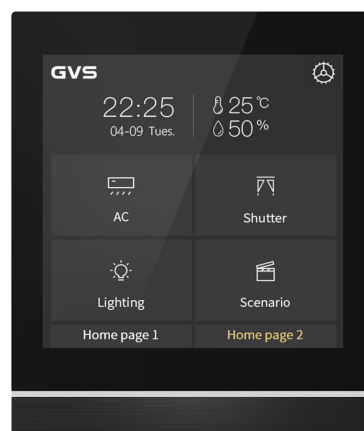 GVS
22:25
25°C
04-09 Tues.
50%
AC
Shutter
Lighting
Scenario
Home page 1
Home page 2